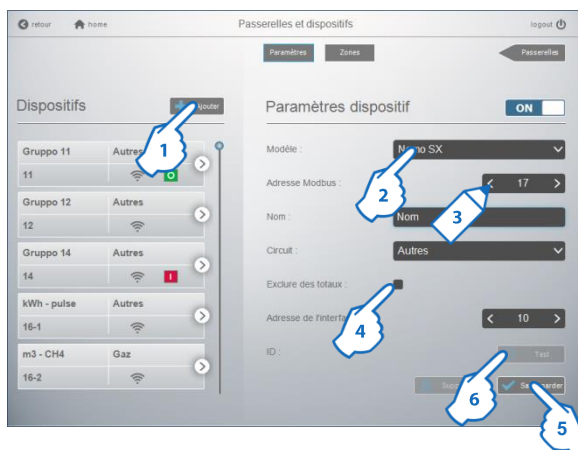 retour home Passerelles et dispositifs logout
Paramètres Zones Passerelles
Dispositifs Ajouter
Paramètres dispositif ON
Gruppo 11 Autres
11
Gruppo 12 Autres
12
Gruppo 14 Autres
14 I
kWh - pulse Autres
16-1
m3 - CH4 Gaz
16-2
Modèle : SX
Adresse Modbus : 17
Nom : Nom
Circuit : Autres
Exclure des totaux :
Adresse de l'interfa 10
ID : Test
Supp
1
2
3
4
5
6